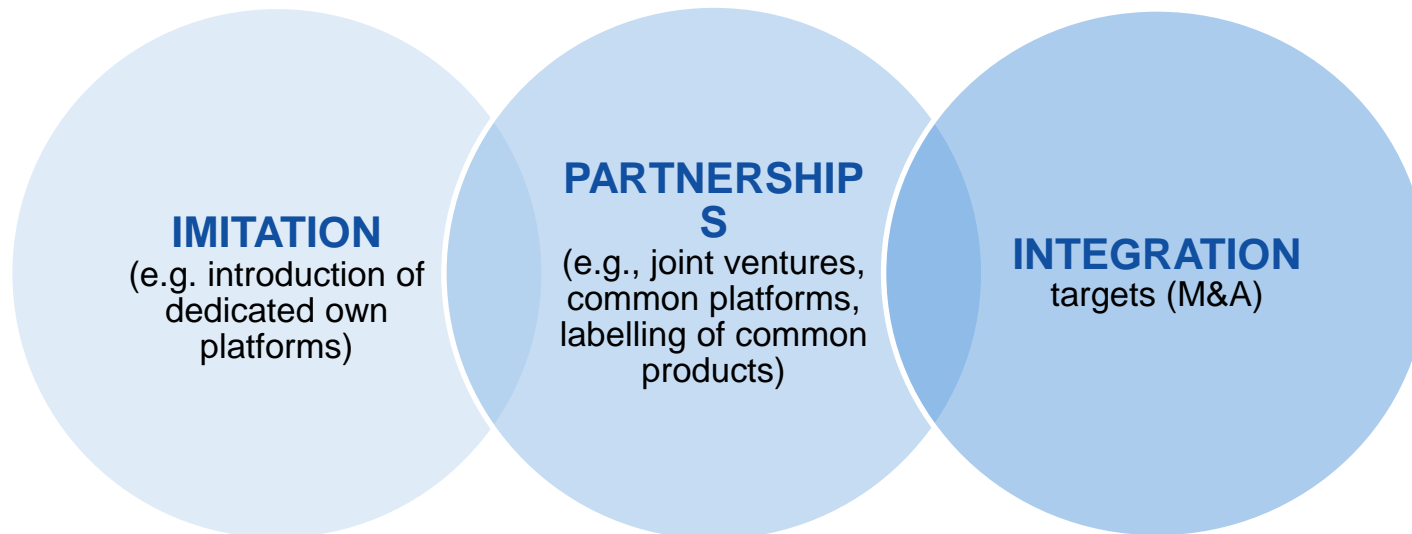 IMITATION
(e.g. introduction of
dedicated own
platforms)
PARTNERSHIP
S
(e.g., joint ventures,
common platforms,
labelling of common
products)
INTEGRATION
targets (M&A)